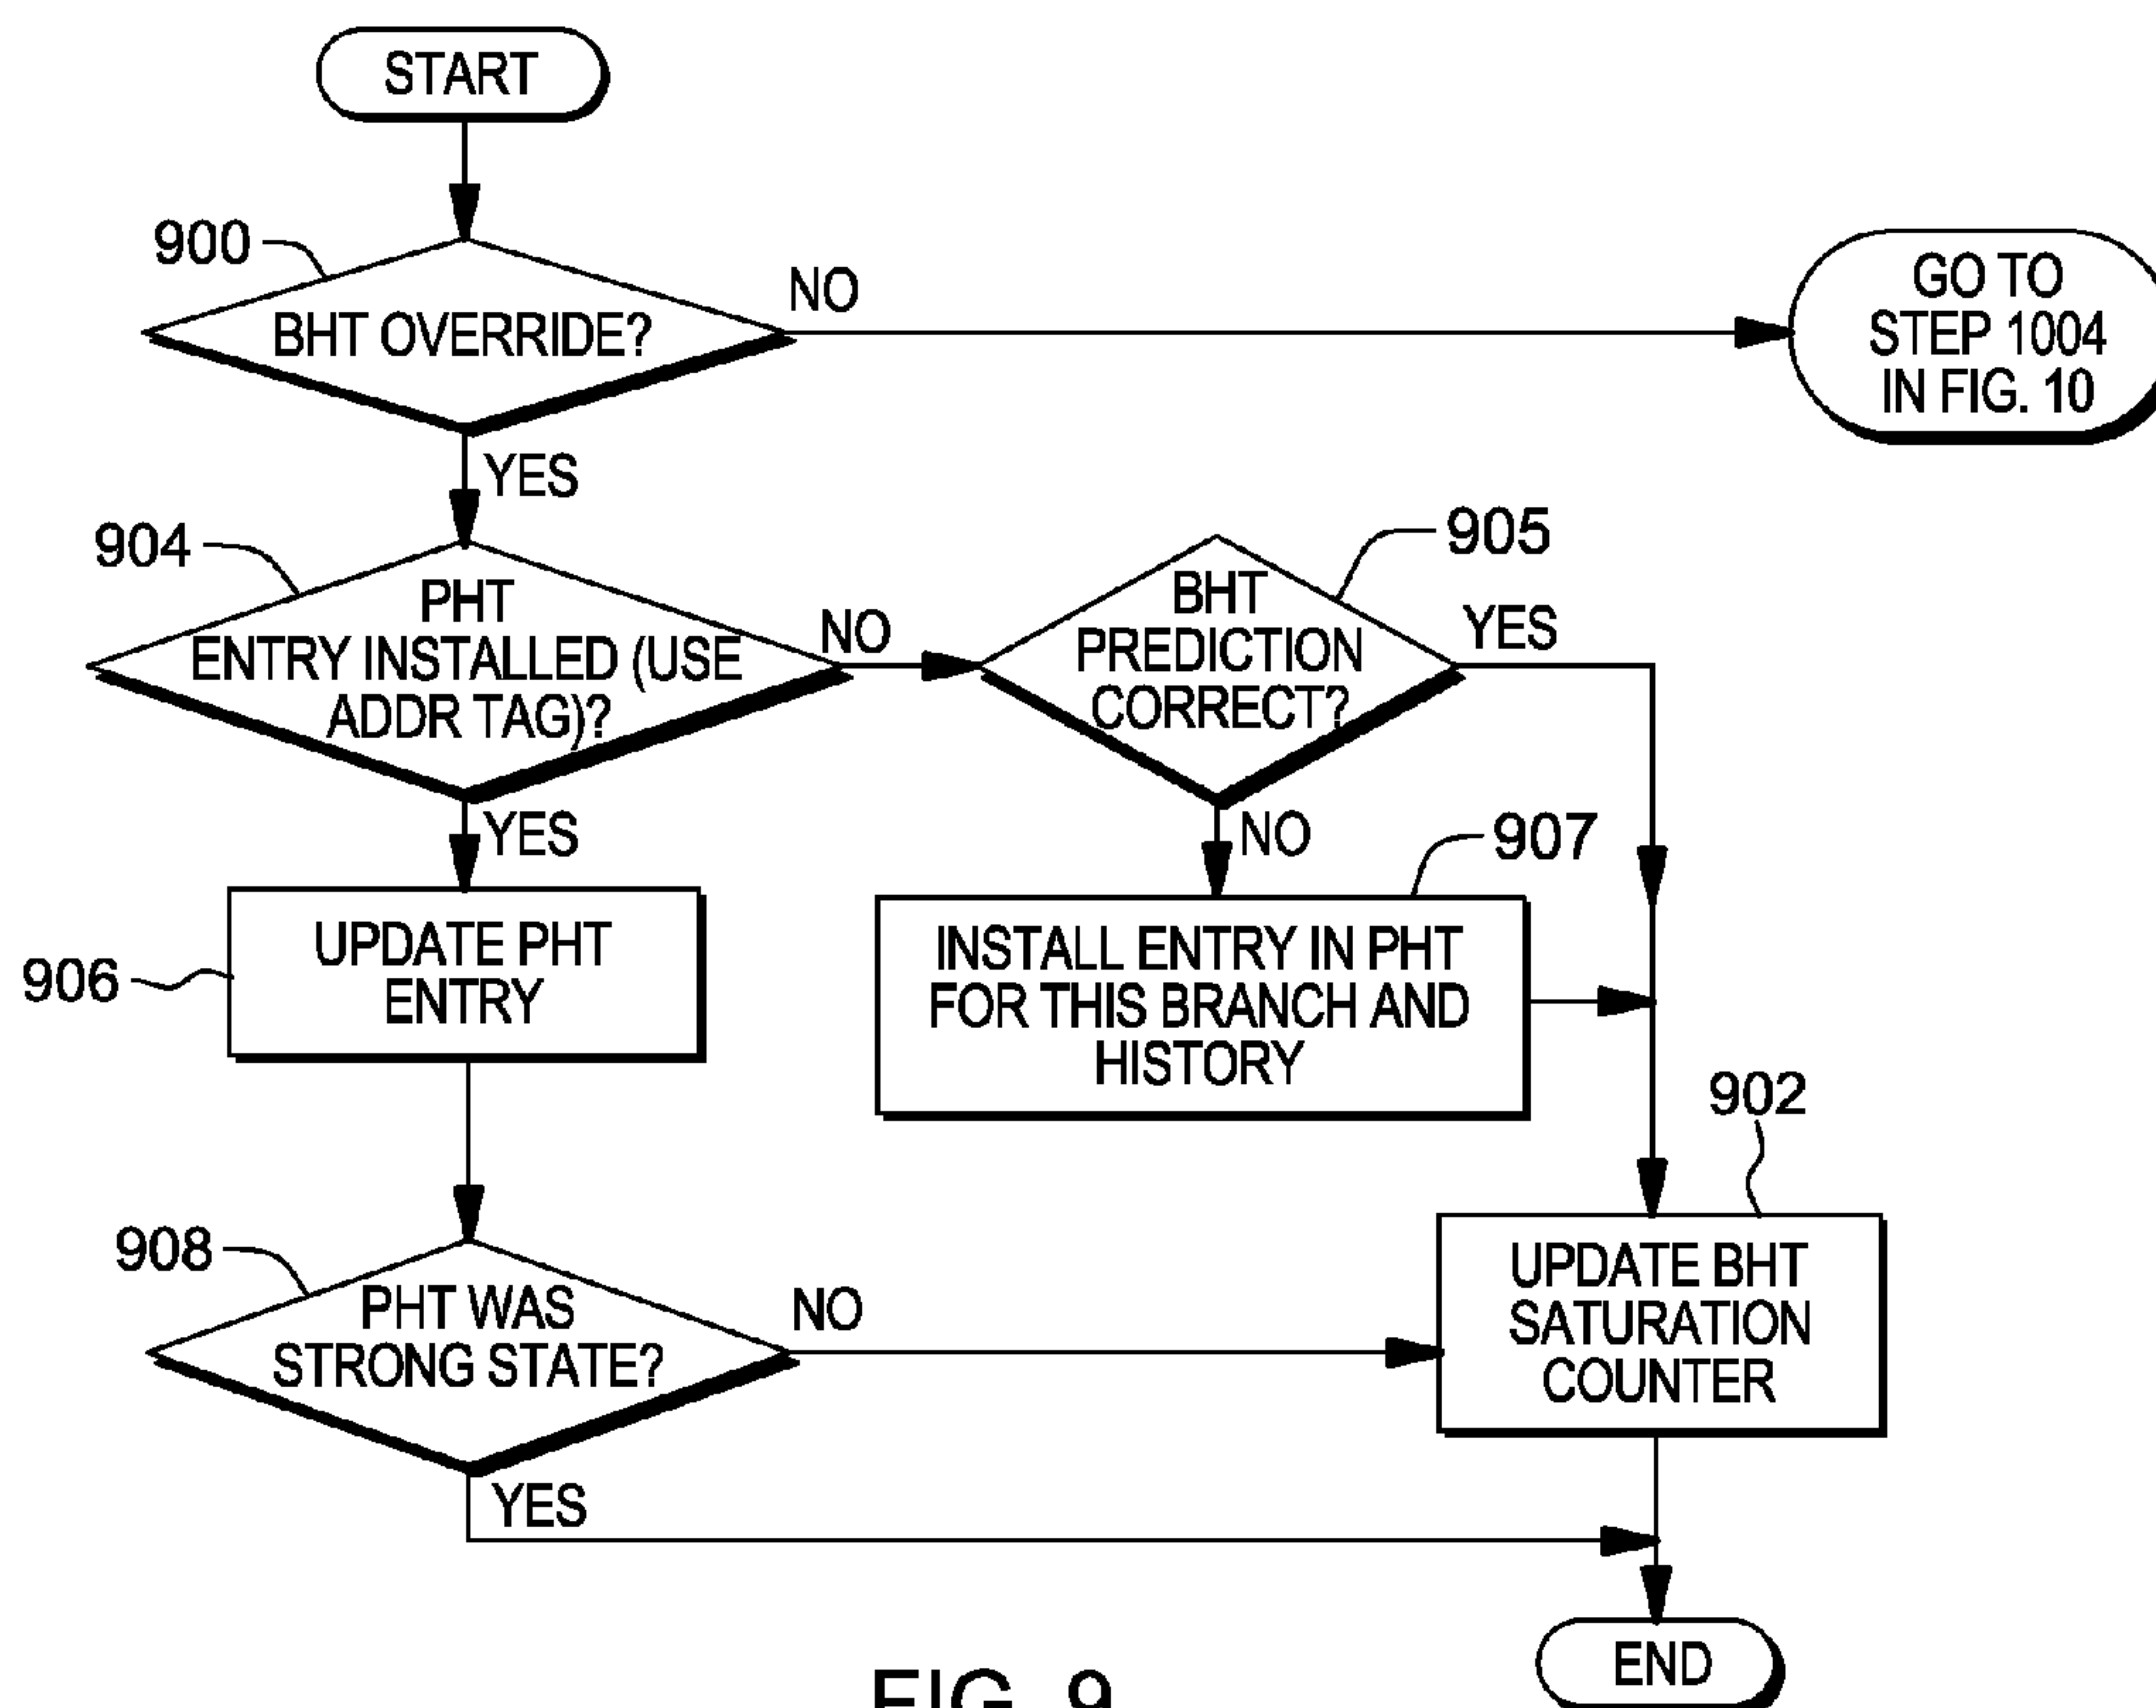 START
900
BHT OVERRIDE?
NO
GO TO
STEP 1004
IN FIG. 10
YES
904
PHT
ENTRY INSTALLED (USE
ADDR TAG)?
NO
905
BHT
PREDICTION
CORRECT?
YES
YES
NO
907
906
UPDATE PHT
ENTRY
INSTALL ENTRY IN PHT
FOR THIS BRANCH AND
HISTORY
902
908
PHT WAS
STRONG STATE?
NO
UPDATE BHT
SATURATION
COUNTER
YES
END
FIG. 9